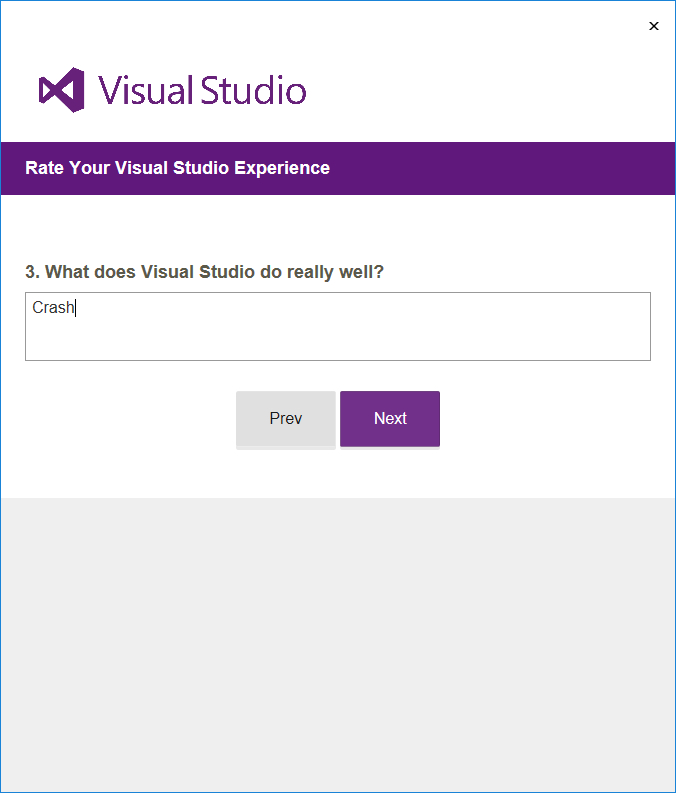 Visual Studio
Rate Your Visual Studio Experience
3. What does Visual Studio do really well?
Crash
Prev
Next